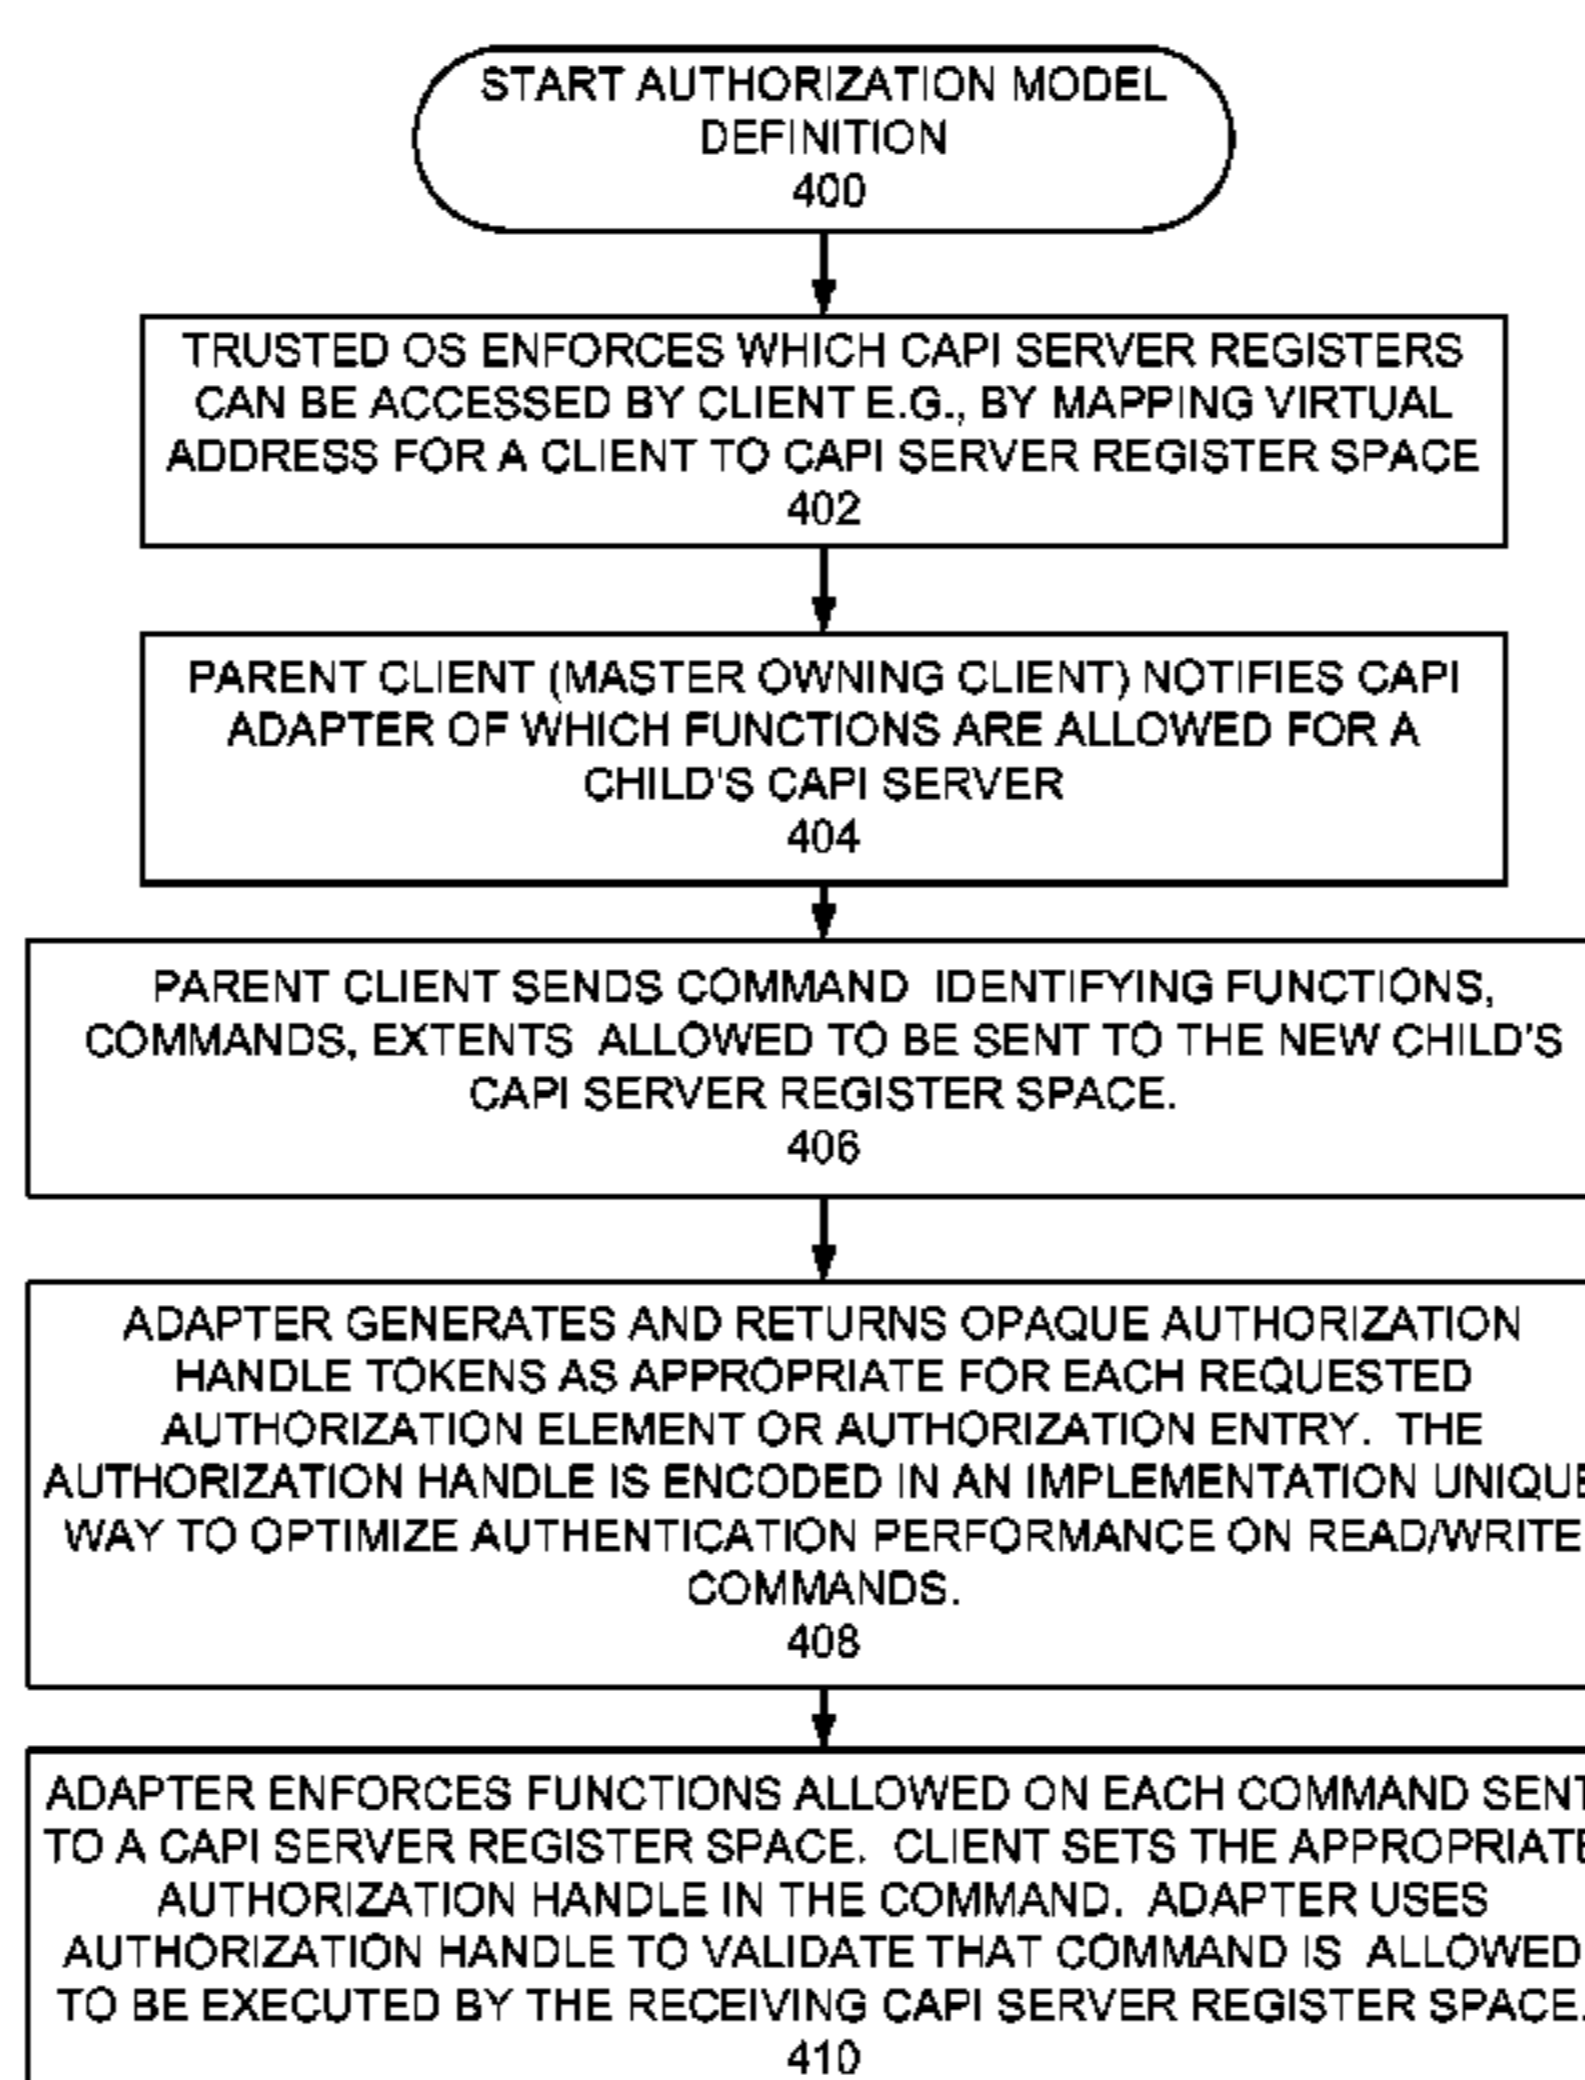 START AUTHORIZATION MODEL
DEFINITION
400
TRUSTED OS ENFORCES WHICH CAPI SERVER REGISTERS
CAN BE ACCESSED BY CLIENT E.G., BY MAPPING VIRTUAL
ADDRESS FOR A CLIENT TO CAPI SERVER REGISTER SPACE
402
PARENT CLIENT (MASTER OWNING CLIENT) NOTIFIES CAPI
ADAPTER OF WHICH FUNCTIONS ARE ALLOWED FOR A
CHILD'S CAPI SERVER
404
PARENT CLIENT SENDS COMMAND IDENTIFYING FUNCTIONS,
COMMANDS, EXTENTS ALLOWED TO BE SENT TO THE NEW CHILD'S
CAPI SERVER REGISTER SPACE.
406
ADAPTER GENERATES AND RETURNS OPAQUE AUTHORIZATION
HANDLE TOKENS AS APPROPRIATE FOR EACH REQUESTED
AUTHORIZATION ELEMENT OR AUTHORIZATION ENTRY. THE
AUTHORIZATION HANDLE IS ENCODED IN AN IMPLEMENTATION UNIQUE
WAY TO OPTIMIZE AUTHENTICATION PERFORMANCE ON READ/WRITE
COMMANDS.
408
ADAPTER ENFORCES FUNCTIONS ALLOWED ON EACH COMMAND SENT
TO A CAPI SERVER REGISTER SPACE. CLIENT SETS THE APPROPRIATE
AUTHORIZATION HANDLE IN THE COMMAND. ADAPTER USES
AUTHORIZATION HANDLE TO VALIDATE THAT COMMAND IS ALLOWED
TO BE EXECUTED BY THE RECEIVING CAPI SERVER REGISTER SPACE.
410